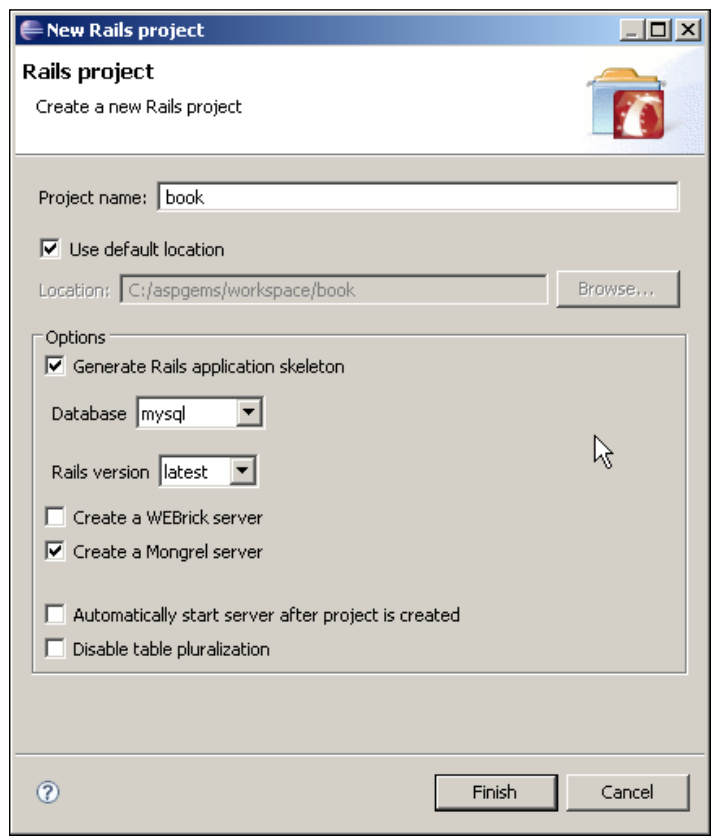 New Rails project
Rails project
Create a new Rails project
Project name: book
Use default location
Location: C:/aspgems/workspace/book Browse...
Options
Generate Rails application skeleton
Database mysql
Rails version latest
Create a WEBrick server
Create a Mongrel server
Automatically start server after project is created
Disable table pluralization
? Finish Cancel